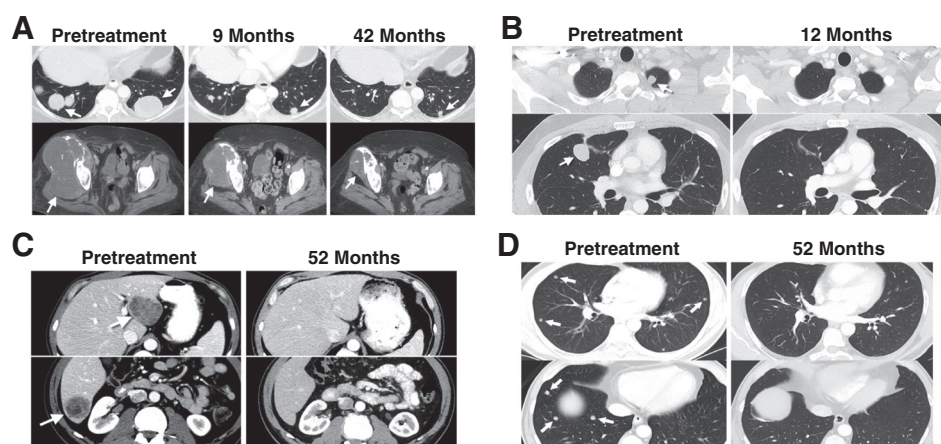 A
Pretreatment 9 Months 42 Months
B
Pretreatment 12 Months
C
Pretreatment 52 Months
D
Pretreatment 52 Months